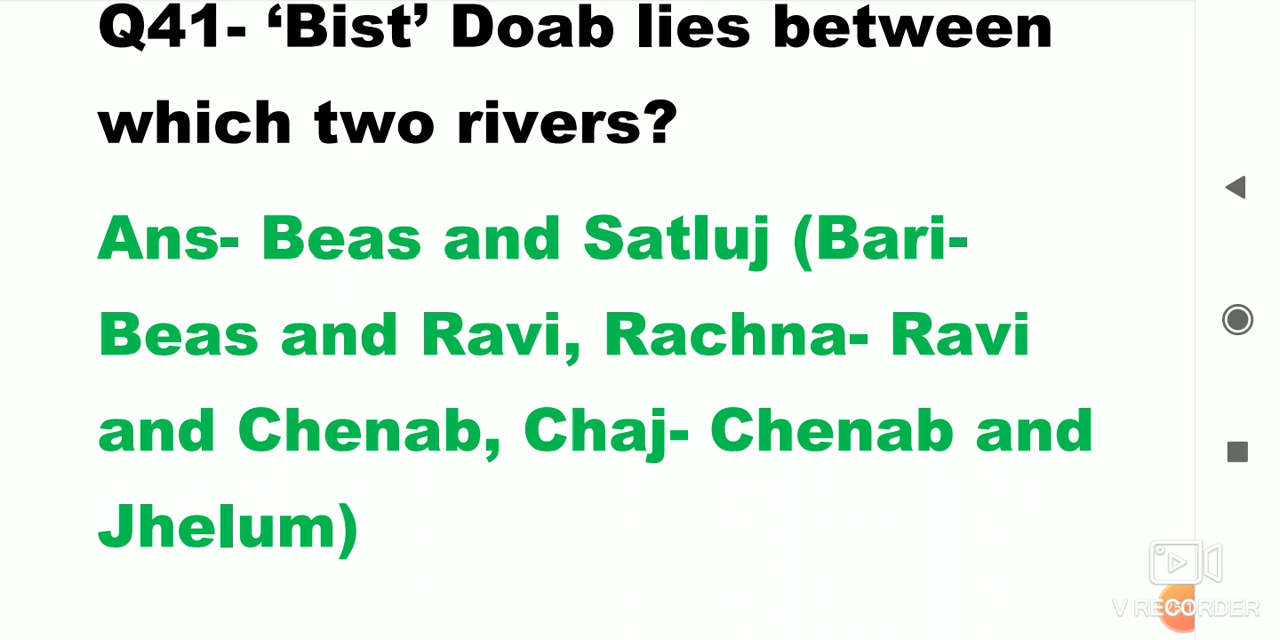 Q41- ‘Bist’ Doab lies between
which two rivers?
Ans- Beas and Satluj (Bari-
Beas and Ravi, Rachna- Ravi
and Chenab, Chaj- Chenab and
Jhelum)
V RECORDER